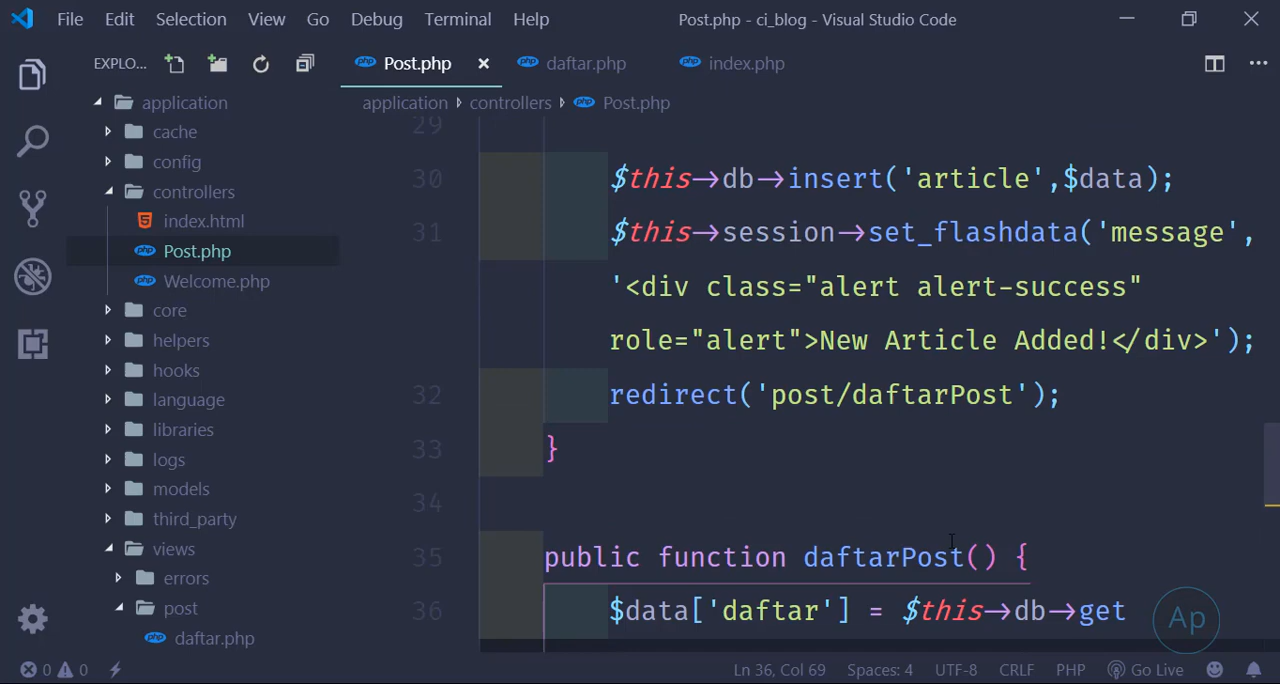 File Edit Selection View Go Debug Terminal Help Post.php - ci_blog - Visual Studio Code
EXPLO...
Post.php × daftar.php index.php
application controllers Post.php
application
cache
config
controllers
index.html
Post.php
Welcome.php
core
helpers
hooks
language
libraries
logs
models
third_party
views
errors
post
daftar.php
29
30 $this->db->insert('article',$data);
31 $this->session->set_flashdata('message',
'<div class="alert alert-success"
role="alert">New Article Added!</div>');
32 redirect('post/daftarPost');
33 }
34
35 public function daftarPost() {
36 $data['daftar'] = $this->db->get
Ap
0 0 Ln 36, Col 69 Spaces: 4 UTF-8 CRLF PHP Go Live